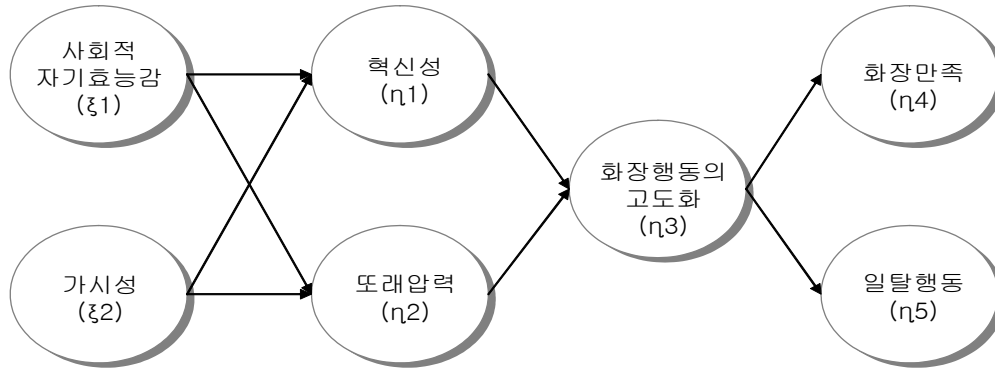 사회적
자기효능감
(ξ1)
혁신성
(η1)
화장만족
(η4)
화장행동의
고도화
(η3)
가시성
(ξ2)
또래압력
(η2)
일탈행동
(η5)